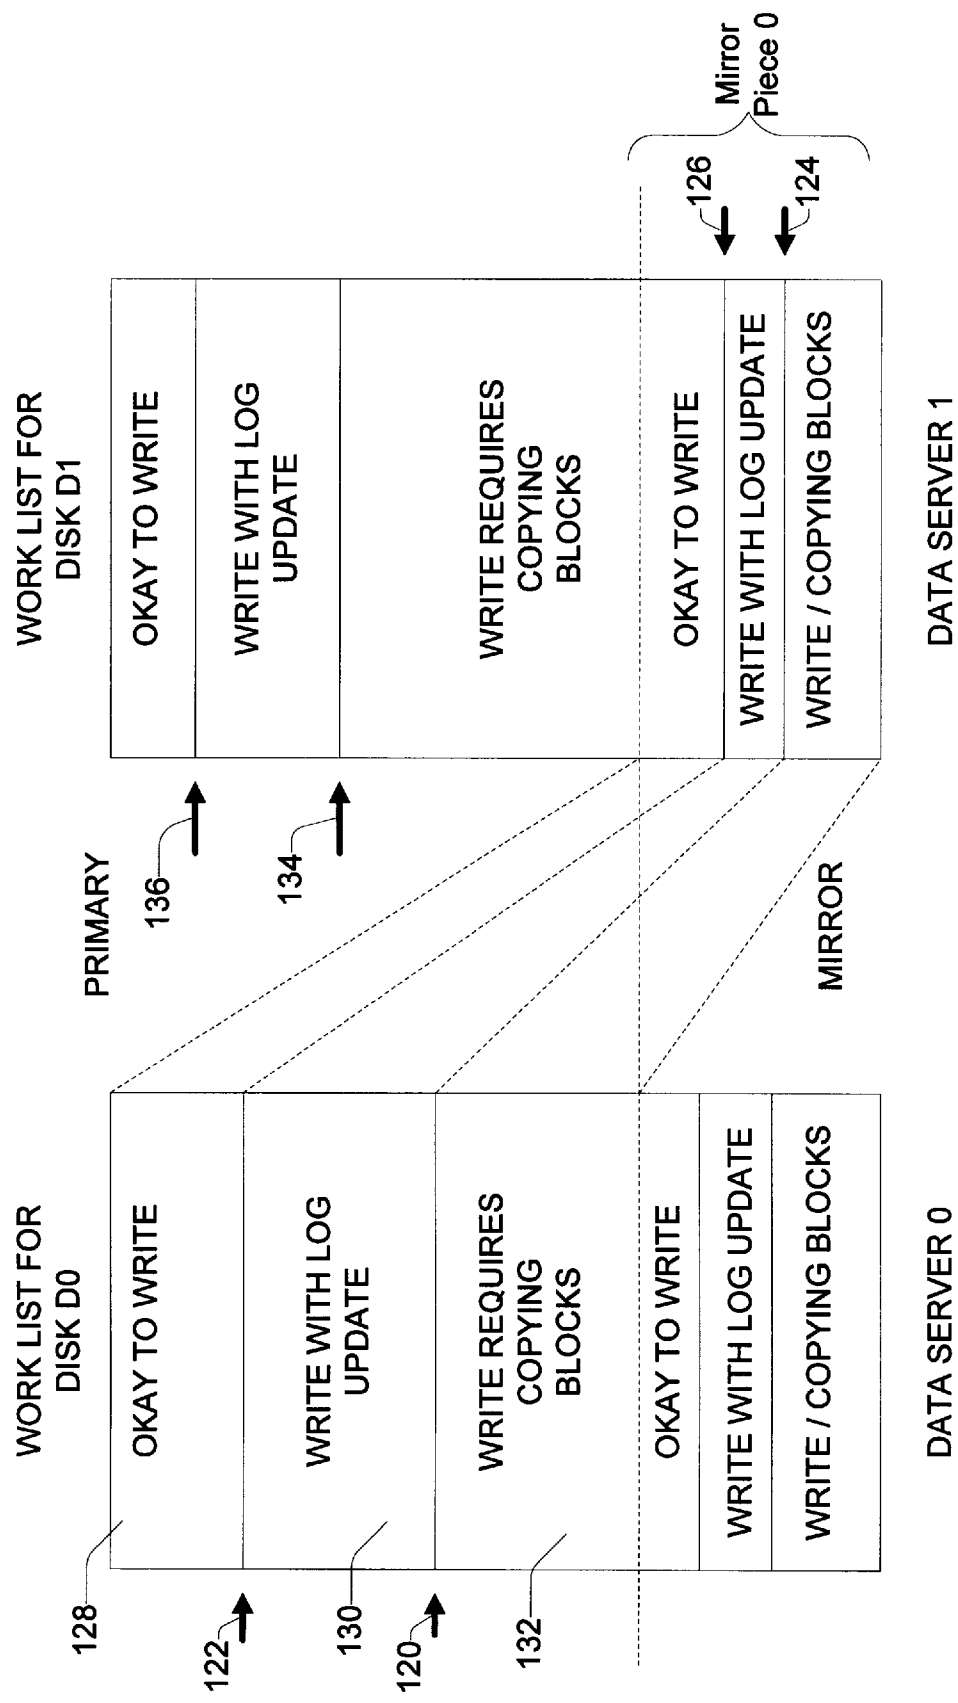 WORK LIST FOR
DISK D0
WORK LIST FOR
DISK D1
PRIMARY
128
OKAY TO WRITE
136
OKAY TO WRITE
122
130
WRITE WITH LOG
UPDATE
134
WRITE WITH LOG
UPDATE
120
132
WRITE REQUIRES
COPYING
BLOCKS
WRITE REQUIRES
COPYING
BLOCKS
OKAY TO WRITE
OKAY TO WRITE
126
Mirror
Piece 0
WRITE WITH LOG UPDATE
WRITE WITH LOG UPDATE
124
WRITE / COPYING BLOCKS
MIRROR
WRITE / COPYING BLOCKS
DATA SERVER 0
DATA SERVER 1